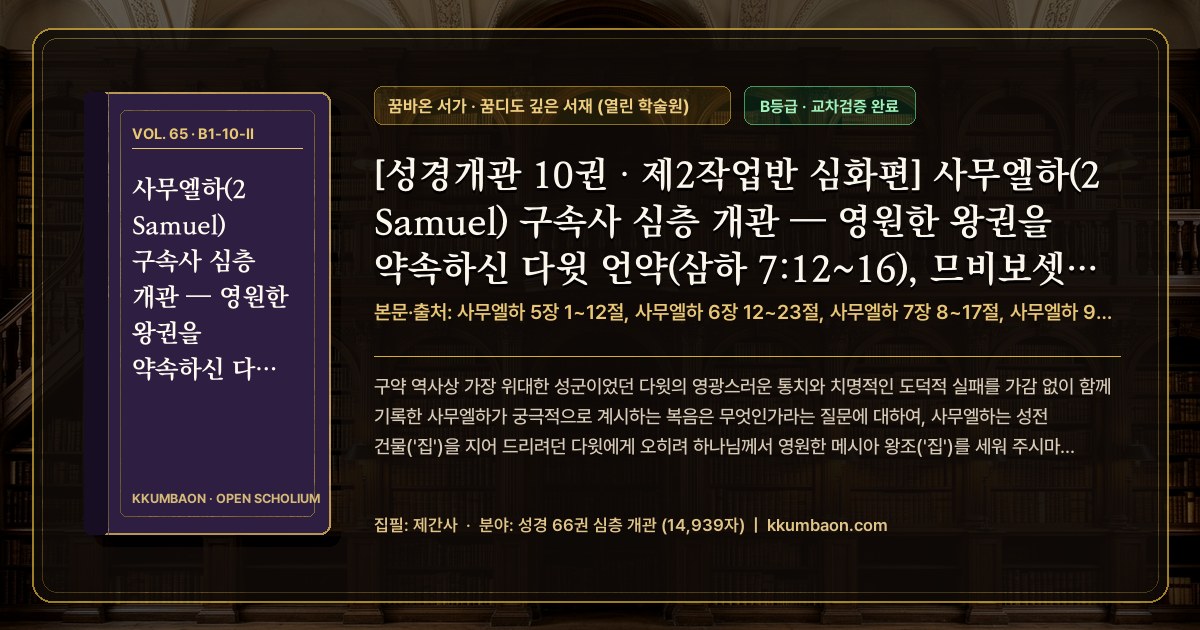 VOL. 65 · B1-10-II
사무엘하(2
Samuel)
구속사 심층
개관 — 영원한
왕권을
약속하신 다…
KKUMBAON · OPEN SCHOLIUM
꿈바온 서가 · 꿈디도 깊은 서재 (열린 학술원)
B등급 · 교차검증 완료
[성경개관 10권 · 제2작업반 심화편] 사무엘하(2
Samuel) 구속사 심층 개관 — 영원한 왕권을
약속하신 다윗 언약(삼하 7:12~16), 므비보셋…
본문·출처: 사무엘하 5장 1~12절, 사무엘하 6장 12~23절, 사무엘하 7장 8~17절, 사무엘하 9...
구약 역사상 가장 위대한 성군이었던 다윗의 영광스러운 통치와 치명적인 도덕적 실패를 가감 없이 함께
기록한 사무엘하가 궁극적으로 계시하는 복음은 무엇인가라는 질문에 대하여, 사무엘하는 성전
건물('집')을 지어 드리려던 다윗에게 오히려 하나님께서 영원한 메시아 왕조('집')를 세워 주시마...
집필: 제간사 · 분야: 성경 66권 심층 개관 (14,939자) | kkumbaon.com